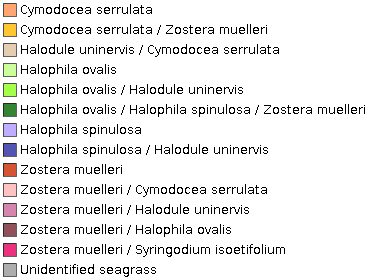 Cymodocea serrulata
Cymodocea serrulata / Zostera muelleri
Halodule uninervis / Cymodocea serrulata
Halophila ovalis
Halophila ovalis / Halodule uninervis
Halophila ovalis / Halophila spinulosa / Zostera muelleri
Halophila spinulosa
Halophila spinulosa / Halodule uninervis
Zostera muelleri
Zostera muelleri / Cymodocea serrulata
Zostera muelleri / Halodule uninervis
Zostera muelleri / Halophila ovalis
Zostera muelleri / Syringodium isoetifolium
Unidentified seagrass